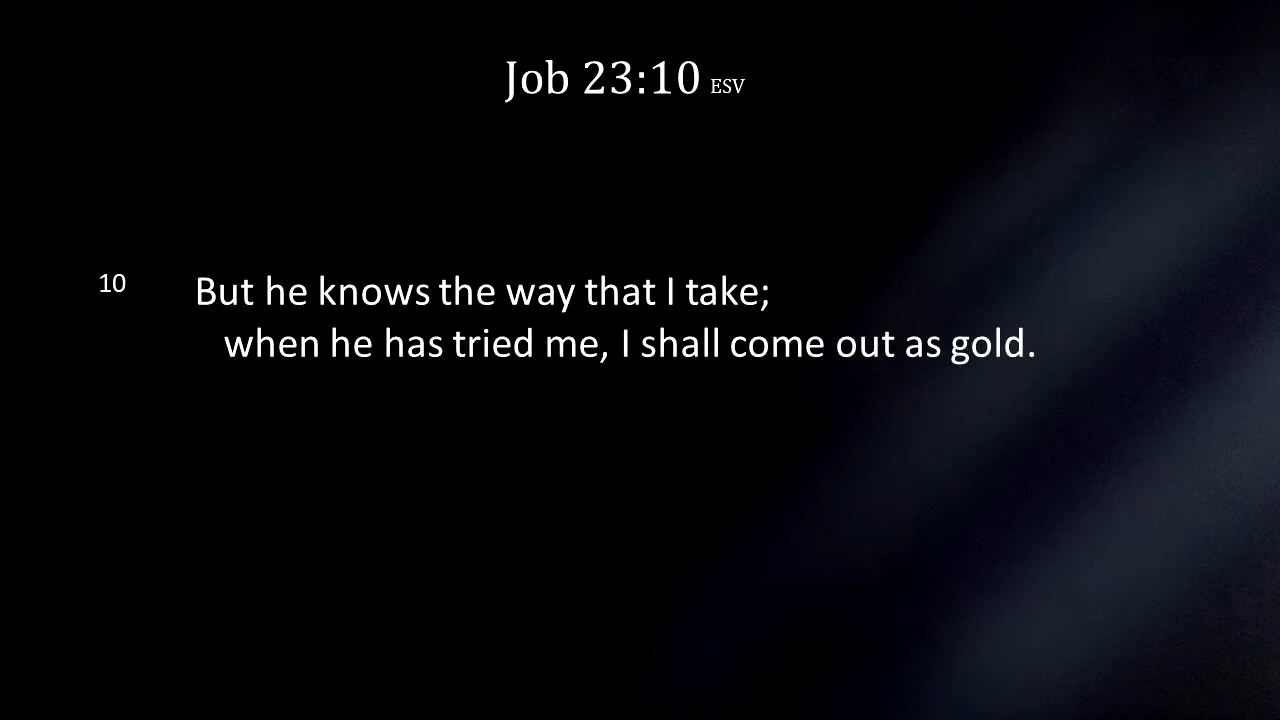 Job 23:10 ESV
10 But he knows the way that I take;
when he has tried me, I shall come out as gold.